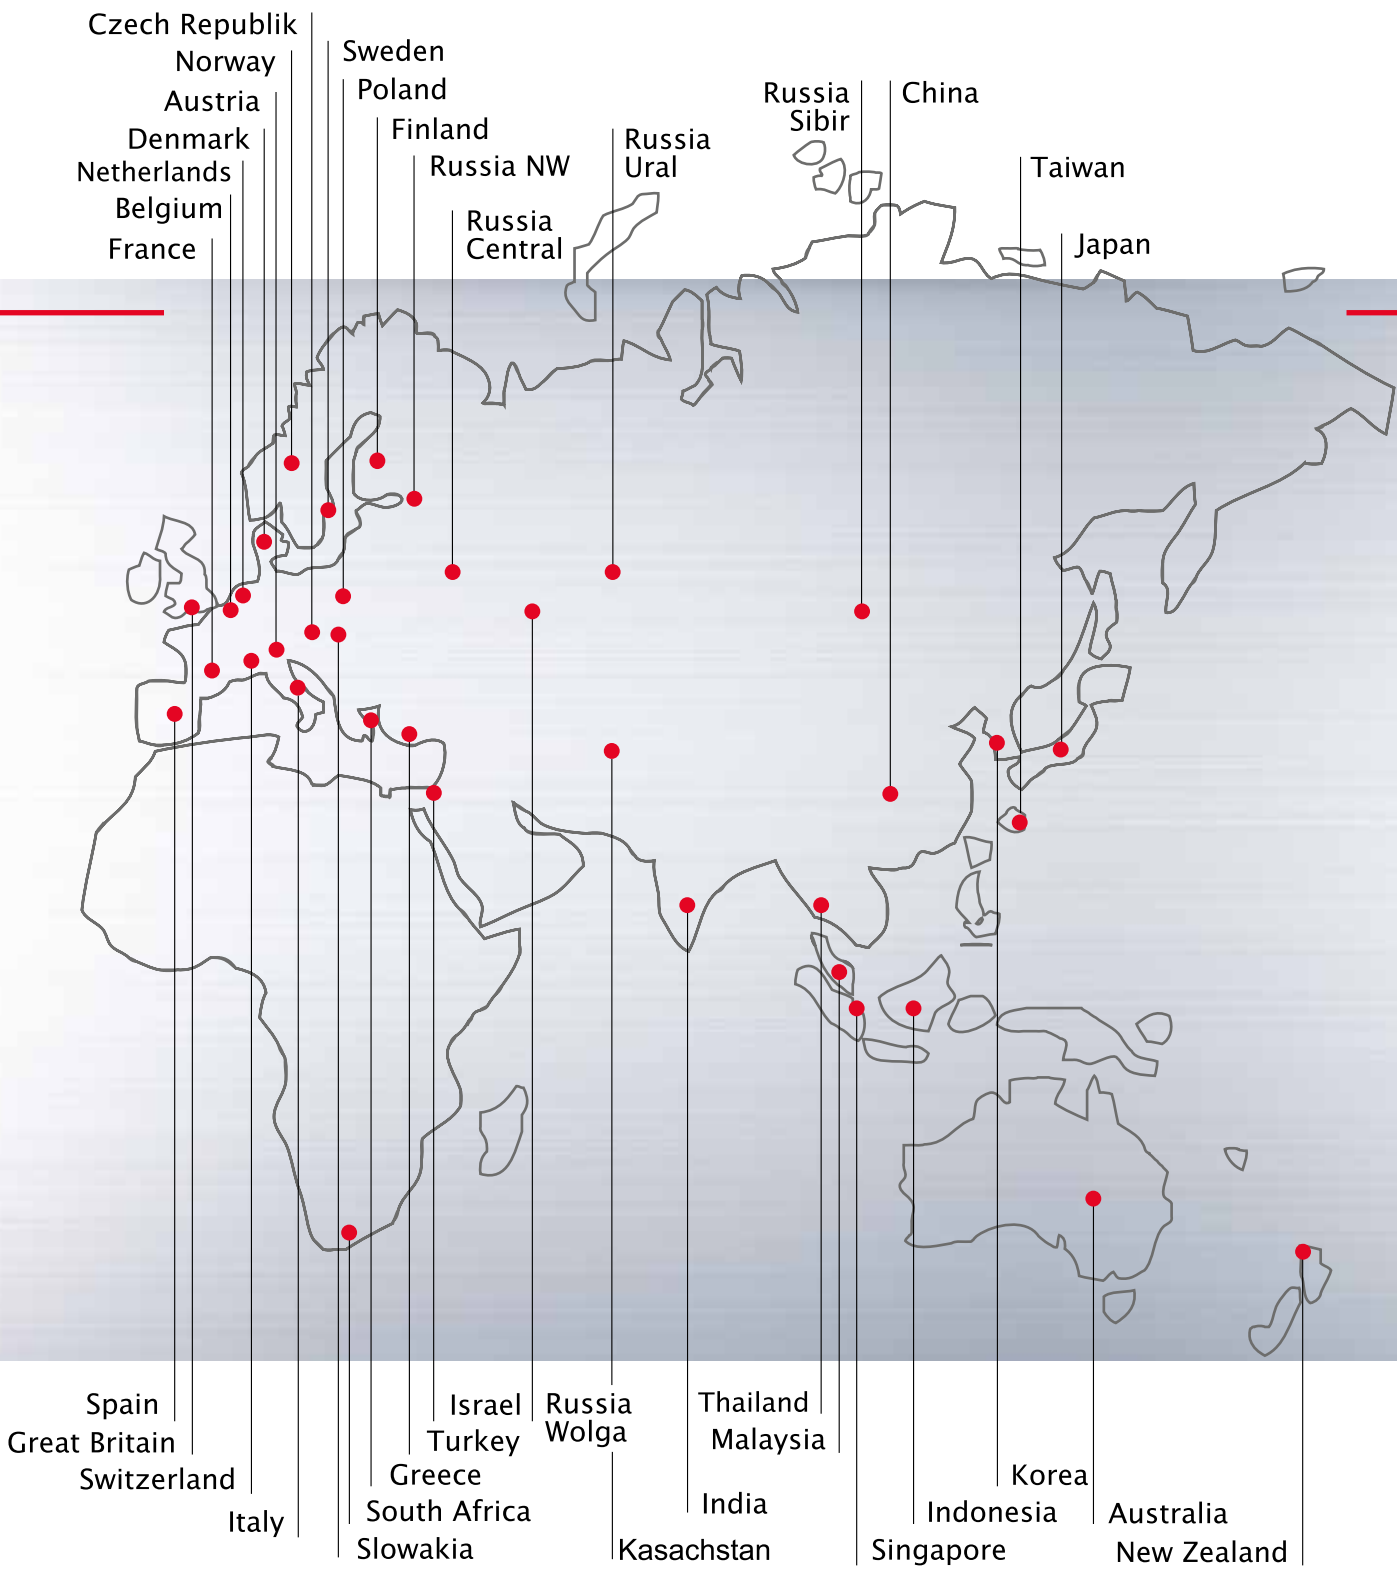 Czech Republik
Norway
Austria
Denmark
Netherlands
Belgium
France
Sweden
Poland
Finland
Russia NW
Russia
Central
Russia
Ural
Russia
Sibir
China
Taiwan
Japan
Spain
Great Britain
Switzerland
Italy
Israel
Turkey
Greece
South Africa
Slowakia
Russia
Wolga
Kasachstan
Thailand
Malaysia
India
Singapore
Indonesia
Korea
Australia
New Zealand